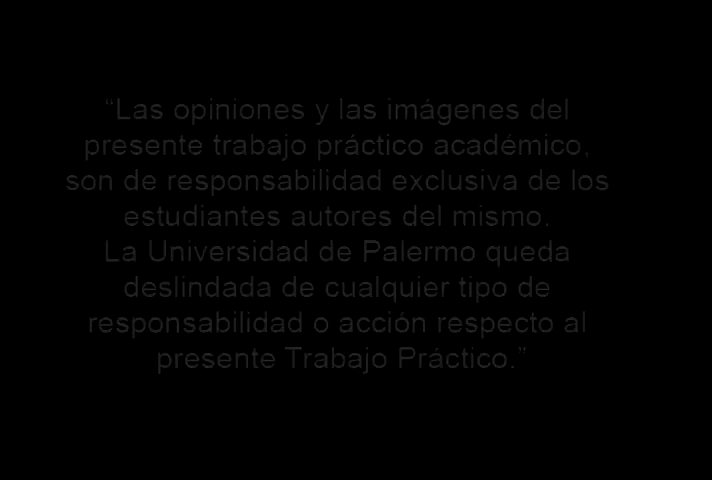 “Las opiniones y las imágenes del
presente trabajo práctico académico,
son de responsabilidad exclusiva de los
estudiantes autores del mismo.
La Universidad de Palermo queda
deslindada de cualquier tipo de
responsabilidad o acción respecto al
presente Trabajo Práctico.”